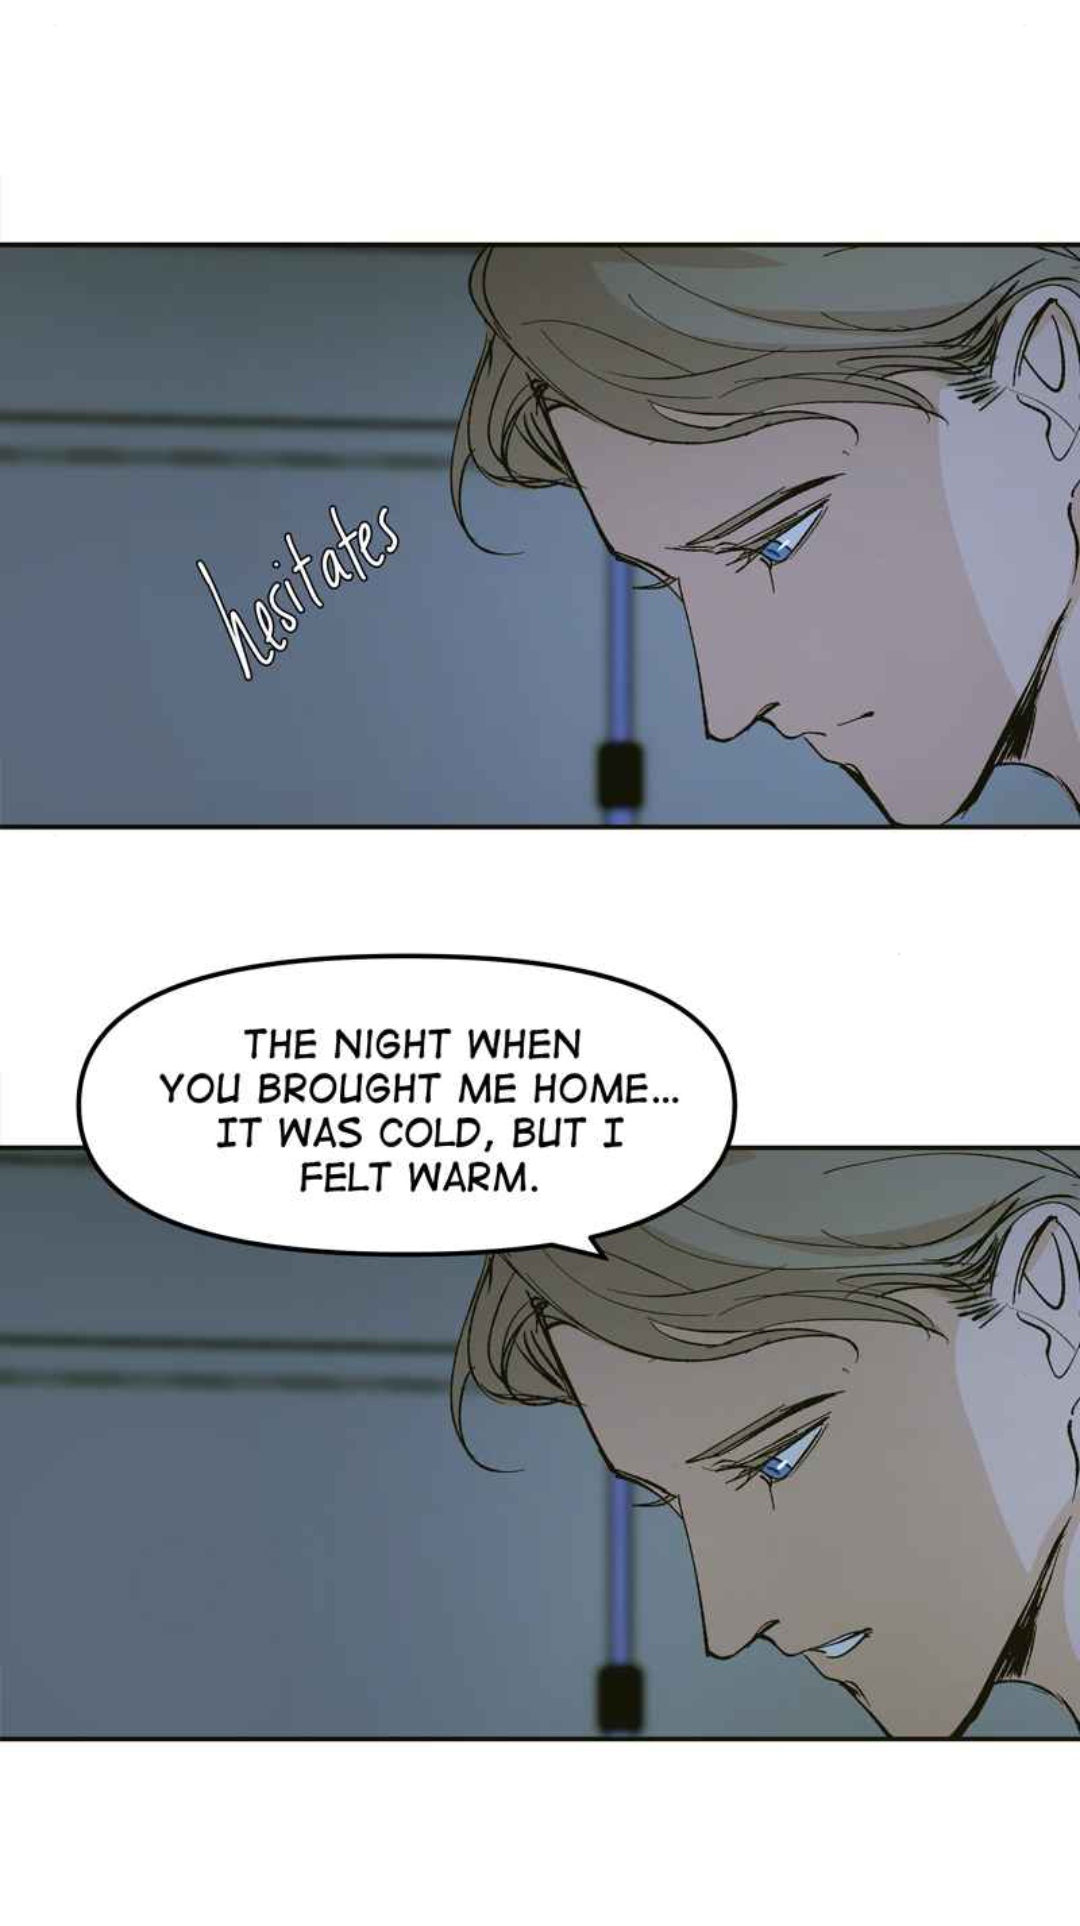 hesitates
THE NIGHT WHEN
YOU BROUGHT ME HOME...
IT WAS COLD, BUT I
FELT WARM.